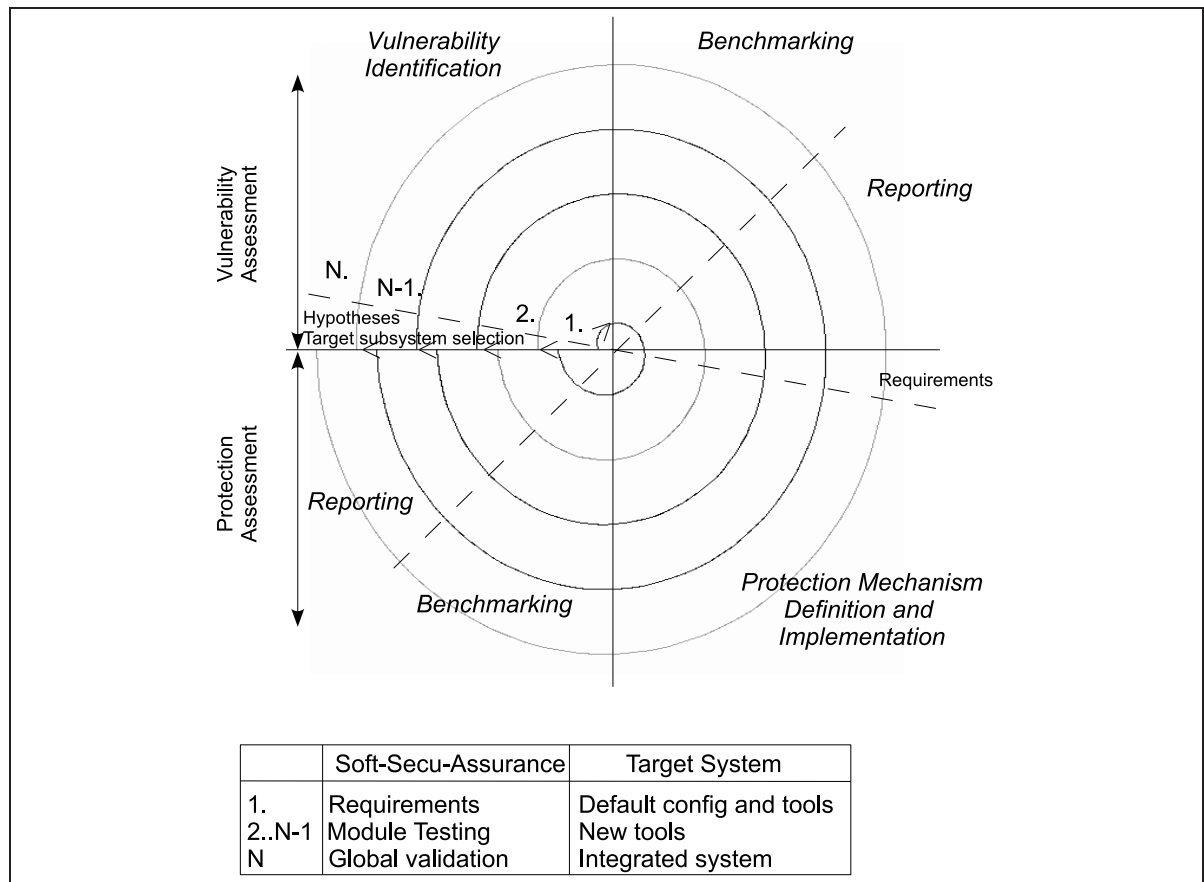 Vulnerability
Identification
Benchmarking
Reporting
Vulnerability
Assessment
N.
N-1.
2.
1.
Hypotheses
Target subsystem selection
Requirements
Protection
Assessment
Reporting
Benchmarking
Protection Mechanism
Definition and
Implementation
Soft-Secu-Assurance Target System
1. Requirements Default config and tools
2..N-1 Module Testing New tools
N Global validation Integrated system